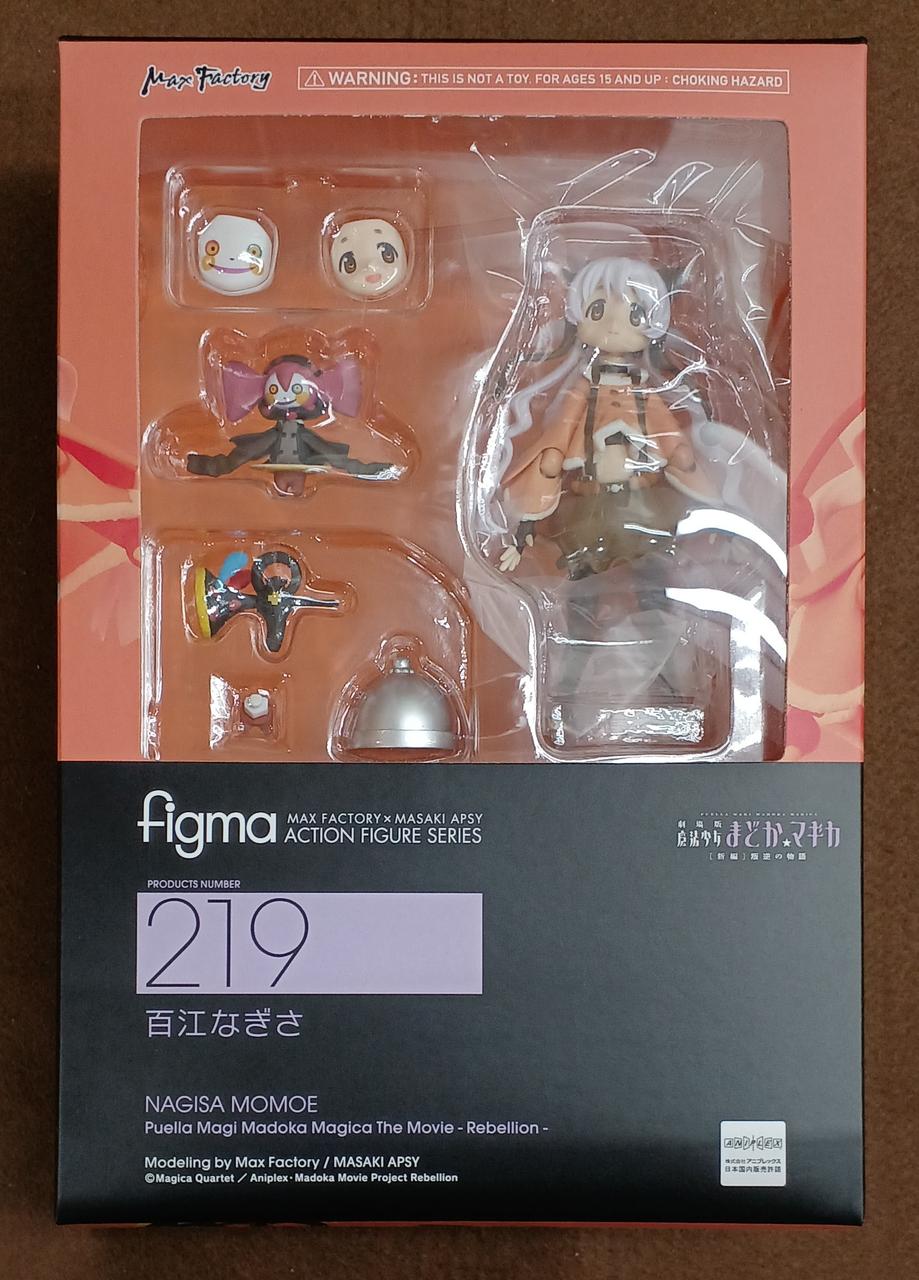 Max Factory
WARNING: THIS IS NOT A TOY. FOR AGES 15 AND UP : CHOKING HAZARD
figma
MAX FACTORY × MASAKI APSY
ACTION FIGURE SERIES
PUELLA MAGI MADOKA MAGICA
劇場版
魔法少女まどか★マギカ
[新編] 叛逆の物語
PRODUCTS NUMBER
219
百江なぎさ
NAGISA MOMOE
Puella Magi Madoka Magica The Movie - Rebellion -
Modeling by Max Factory / MASAKI APSY
©Magica Quartet / Aniplex・Madoka Movie Project Rebellion
ANIPLEX
株式会社アニプレックス
日本国内販売許諾